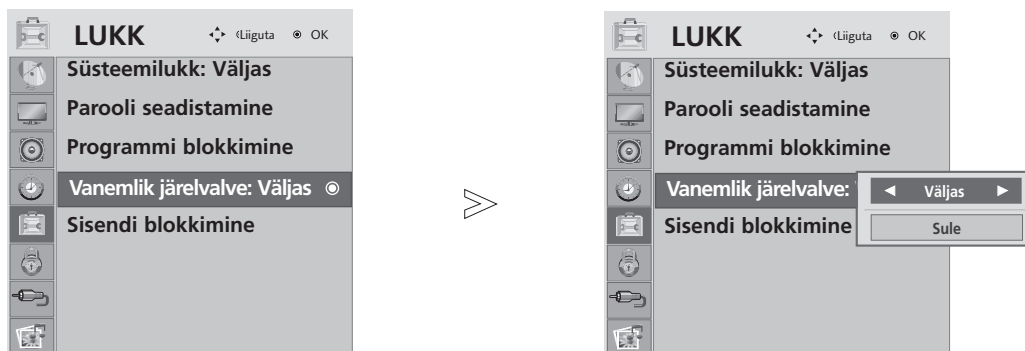 LUKK Liiguta OK
Süsteemilukk: Väljas
Parooli seadistamine
Programmi blokkimine
Vanemlik järelvalve: Väljas
Sisendi blokkimine
LUKK Liiguta OK
Süsteemilukk: Väljas
Parooli seadistamine
Programmi blokkimine
Vanemlik järelvalve: ◄ Väljas ►
Sisendi blokkimine Sule